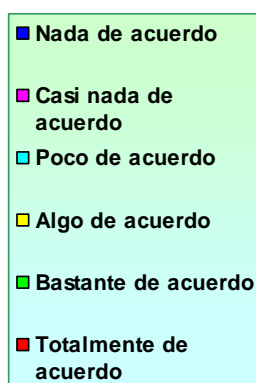 Nada de acuerdo
Casi nada de
acuerdo
Poco de acuerdo
Algo de acuerdo
Bastante de acuerdo
Totalmente de
acuerdo